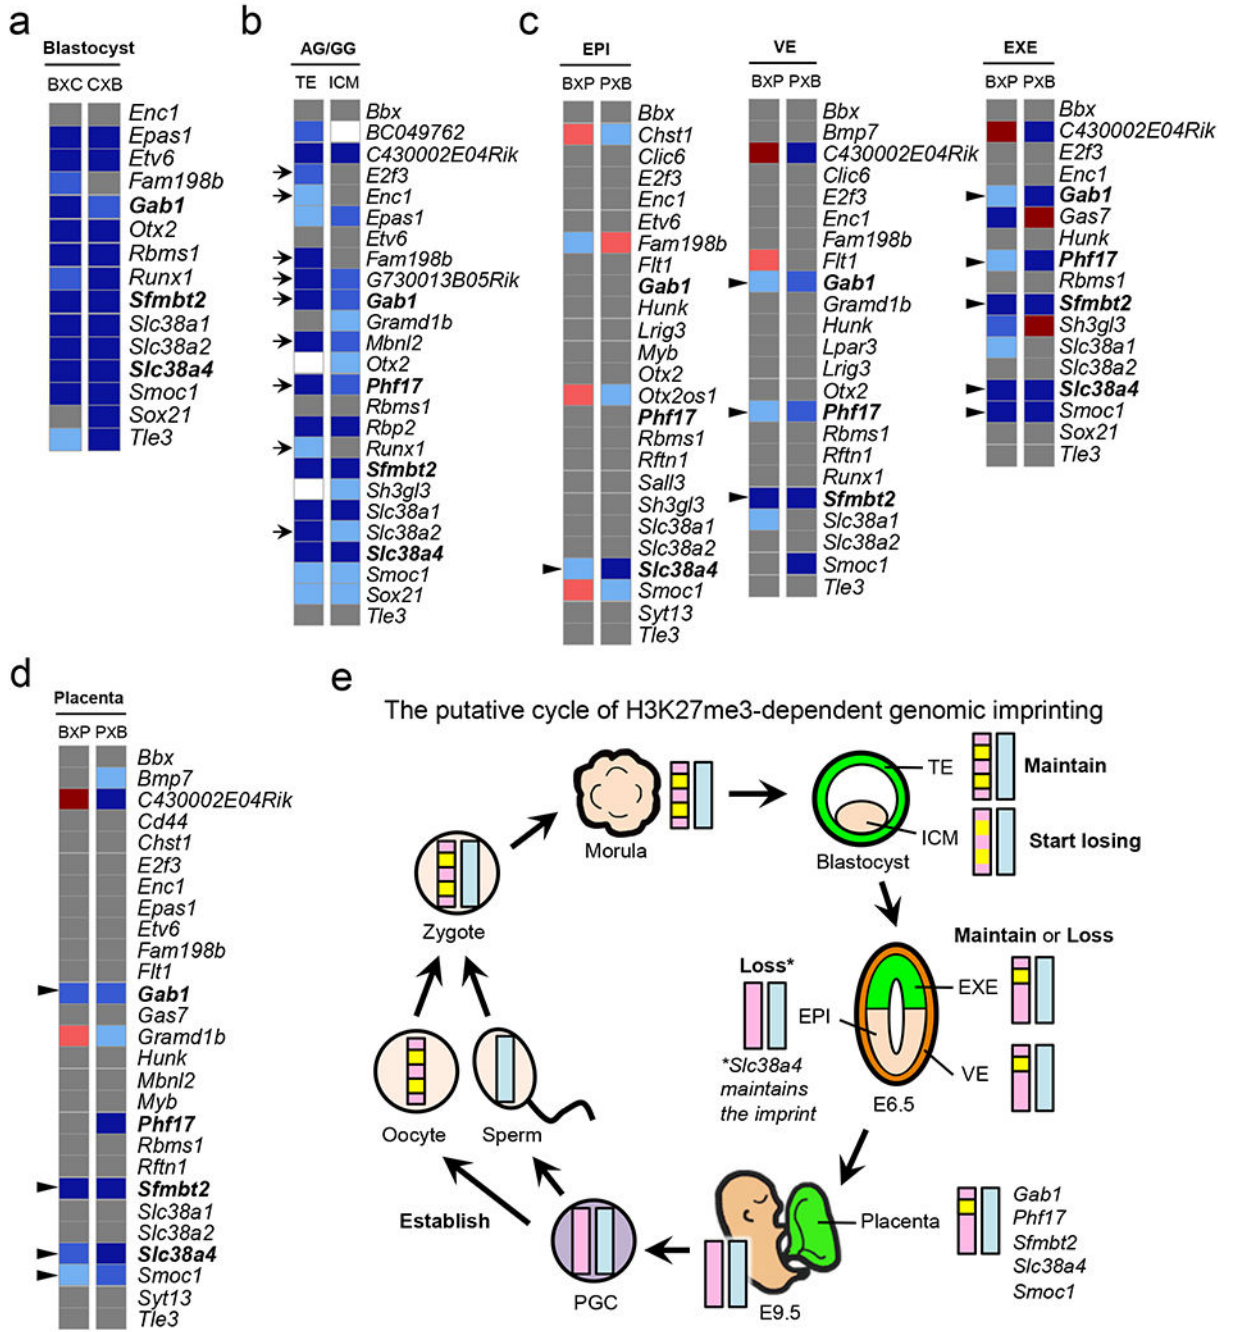 a
Blastocyst
BxC CxB
Enc1
Epas1
Etv6
Fam198b
Gab1
Otx2
Rbms1
Runx1
Sfmbt2
Slc38a1
Slc38a2
Slc38a4
Smoc1
Sox21
Tle3
b
AG/GG
TE ICM
Bbx
BC049762
C430002E04Rik
E2f3
Enc1
Epas1
Etv6
Fam198b
G730013B05Rik
Gab1
Gramd1b
Mbnl2
Otx2
Phf17
Rbms1
Rbp2
Runx1
Sfmbt2
Sh3gl3
Slc38a1
Slc38a2
Slc38a4
Smoc1
Sox21
Tle3
c
EPI
BxP PxB
Bbx
Chst1
Clic6
E2f3
Enc1
Etv6
Fam198b
Flt1
Gab1
Hunk
Lrig3
Myb
Otx2
Otx2os1
Phf17
Rbms1
Rftn1
Sall3
Sh3gl3
Slc38a1
Slc38a2
Slc38a4
Smoc1
Syt13
Tle3
VE
BxP PxB
Bbx
Bmp7
C430002E04Rik
Clic6
E2f3
Enc1
Fam198b
Flt1
Gab1
Gramd1b
Hunk
Lpar3
Lrig3
Otx2
Phf17
Rbms1
Rftn1
Runx1
Sfmbt2
Slc38a1
Slc38a2
Smoc1
Tle3
EXE
BxP PxB
Bbx
C430002E04Rik
E2f3
Enc1
Gab1
Gas7
Hunk
Phf17
Rbms1
Sfmbt2
Sh3gl3
Slc38a1
Slc38a2
Slc38a4
Smoc1
Sox21
Tle3
d
Placenta
BxP PxB
Bbx
Bmp7
C430002E04Rik
Cd44
Chst1
E2f3
Enc1
Epas1
Etv6
Fam198b
Flt1
Gab1
Gas7
Gramd1b
Hunk
Mbnl2
Myb
Phf17
Rbms1
Rftn1
Sfmbt2
Slc38a1
Slc38a2
Slc38a4
Smoc1
Syt13
Tle3
e
The putative cycle of H3K27me3-dependent genomic imprinting
Morula
TE
ICM
Blastocyst
Maintain
Start losing
Zygote
Maintain or Loss
Loss*
EXE
EPI
VE
*Slc38a4
maintains
the imprint
E6.5
Oocyte
Sperm
Establish
PGC
E9.5
Placenta
Gab1
Phf17
Sfmbt2
Slc38a4
Smoc1